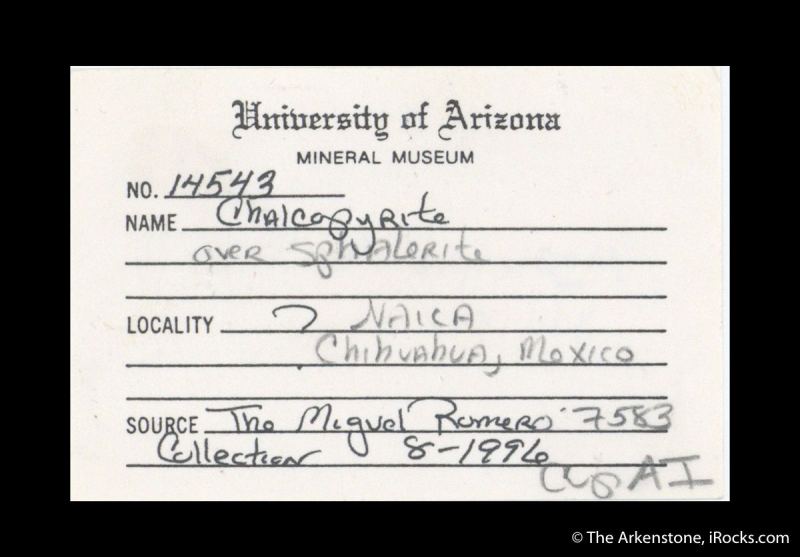 University of Arizona
MINERAL MUSEUM
NO. 14543
NAME Chalcopyrite
over sphalerite
LOCALITY ? NAICA
Chihuahua, Mexico
SOURCE The Miguel Romero 7583
Collection 8-1996
AI
© The Arkenstone, iRocks.com